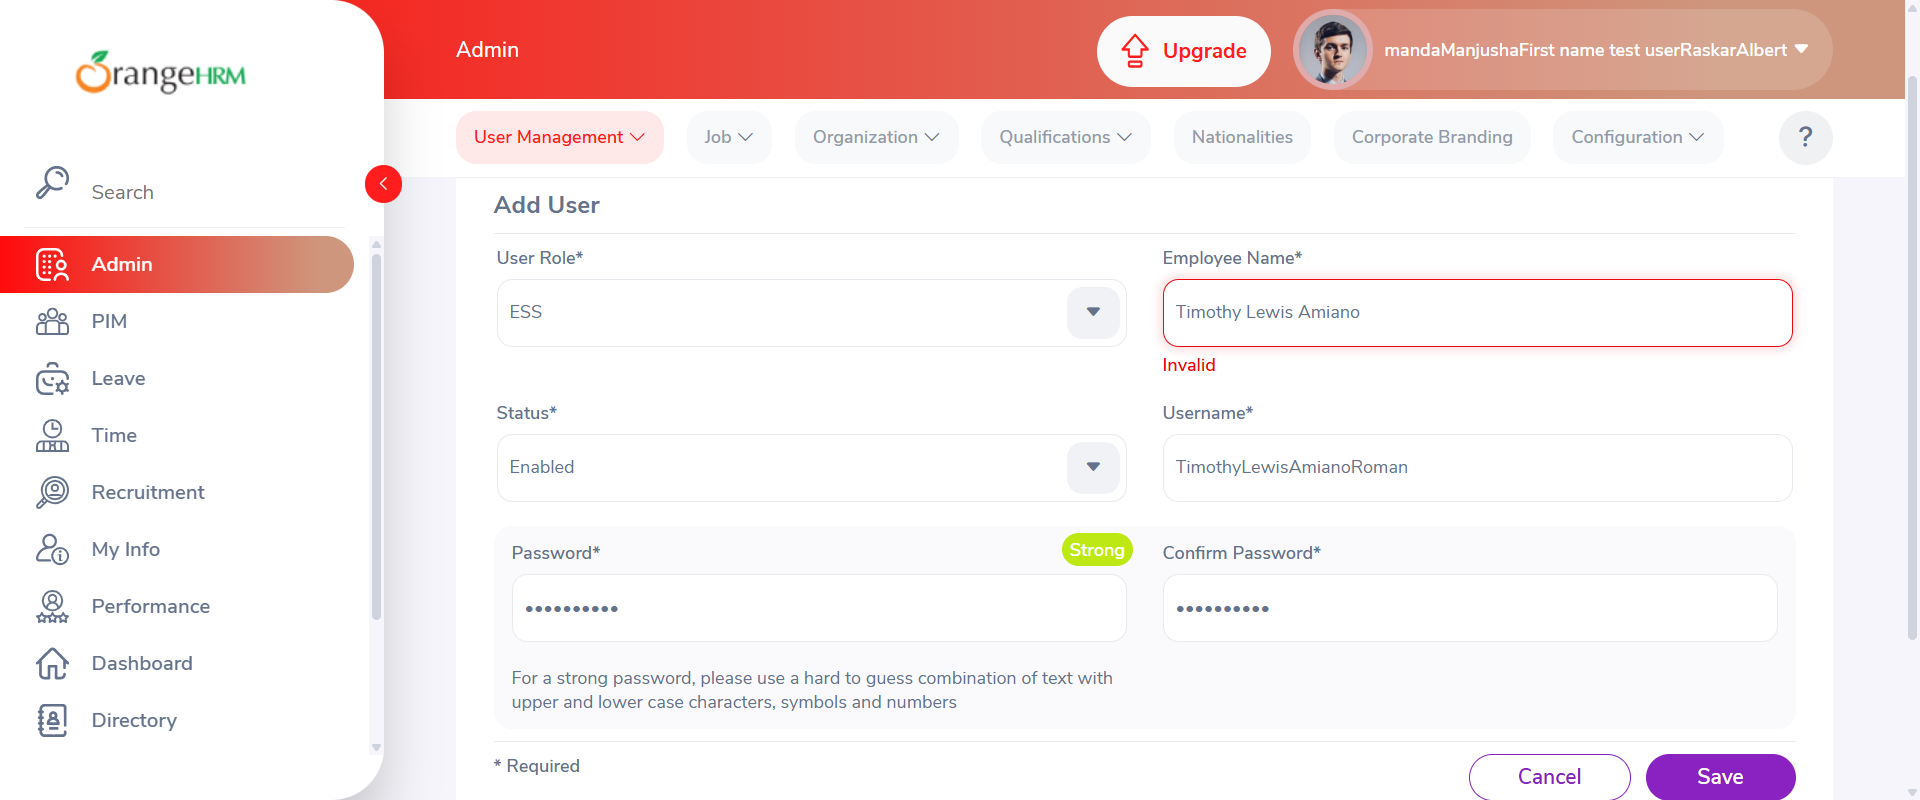 OrangeHRM
Admin
Upgrade
mandaManjushaFirst name test userRaskarAlbert
User Management
Job
Organization
Qualifications
Nationalities
Corporate Branding
Configuration
?
Search
Admin
PIM
Leave
Time
Recruitment
My Info
Performance
Dashboard
Directory
Add User
User Role*
Employee Name*
ESS
Timothy Lewis Amiano
Invalid
Status*
Username*
Enabled
TimothyLewisAmianoRoman
Password*
Strong
Confirm Password*
••••••••••
••••••••••
For a strong password, please use a hard to guess combination of text with
upper and lower case characters, symbols and numbers
* Required
Cancel
Save